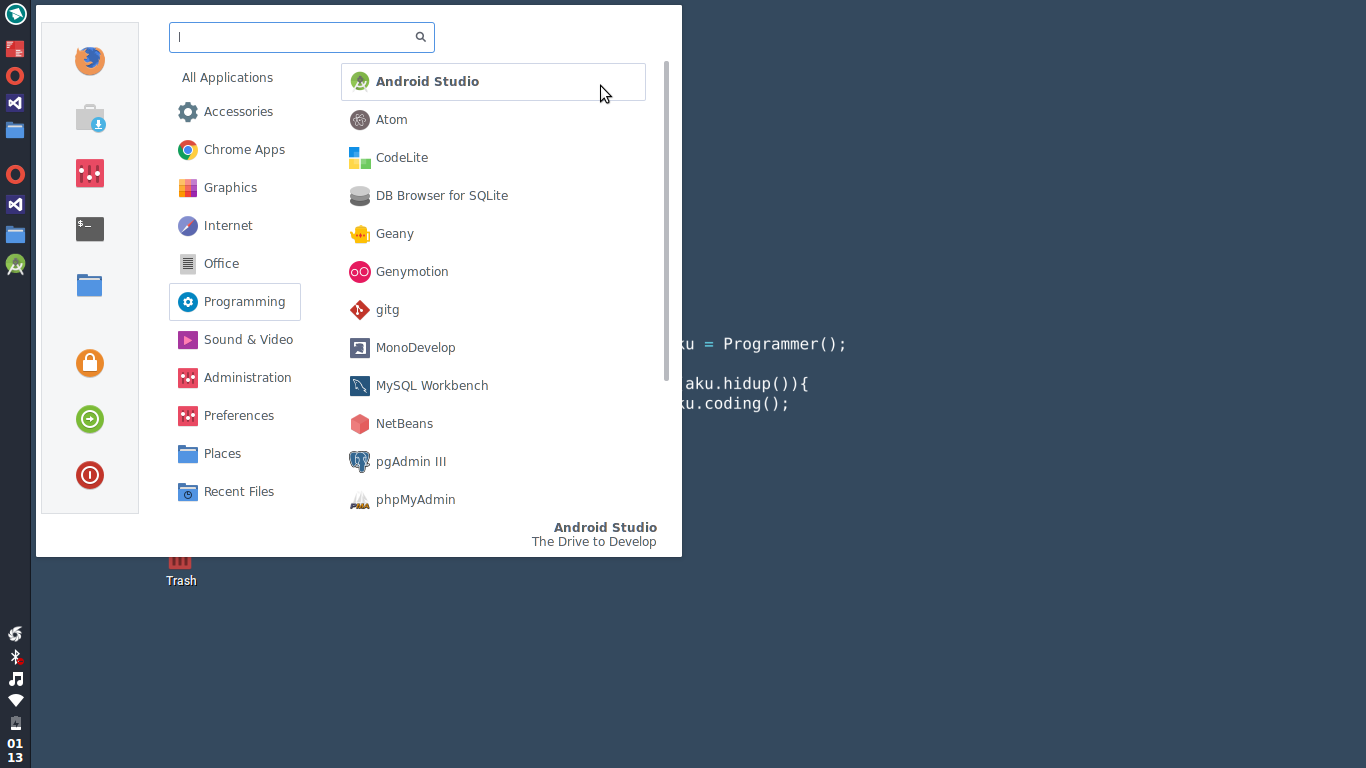 All Applications
Accessories
Chrome Apps
Graphics
Internet
Office
Programming
Sound & Video
Administration
Preferences
Places
Recent Files
Android Studio
Atom
CodeLite
DB Browser for SQLite
Geany
Genymotion
gitg
MonoDevelop
MySQL Workbench
NetBeans
pgAdmin III
phpMyAdmin
Android Studio
The Drive to Develop
ku = Programmer();
aku.hidup()){
ku.coding();
Trash
01
13